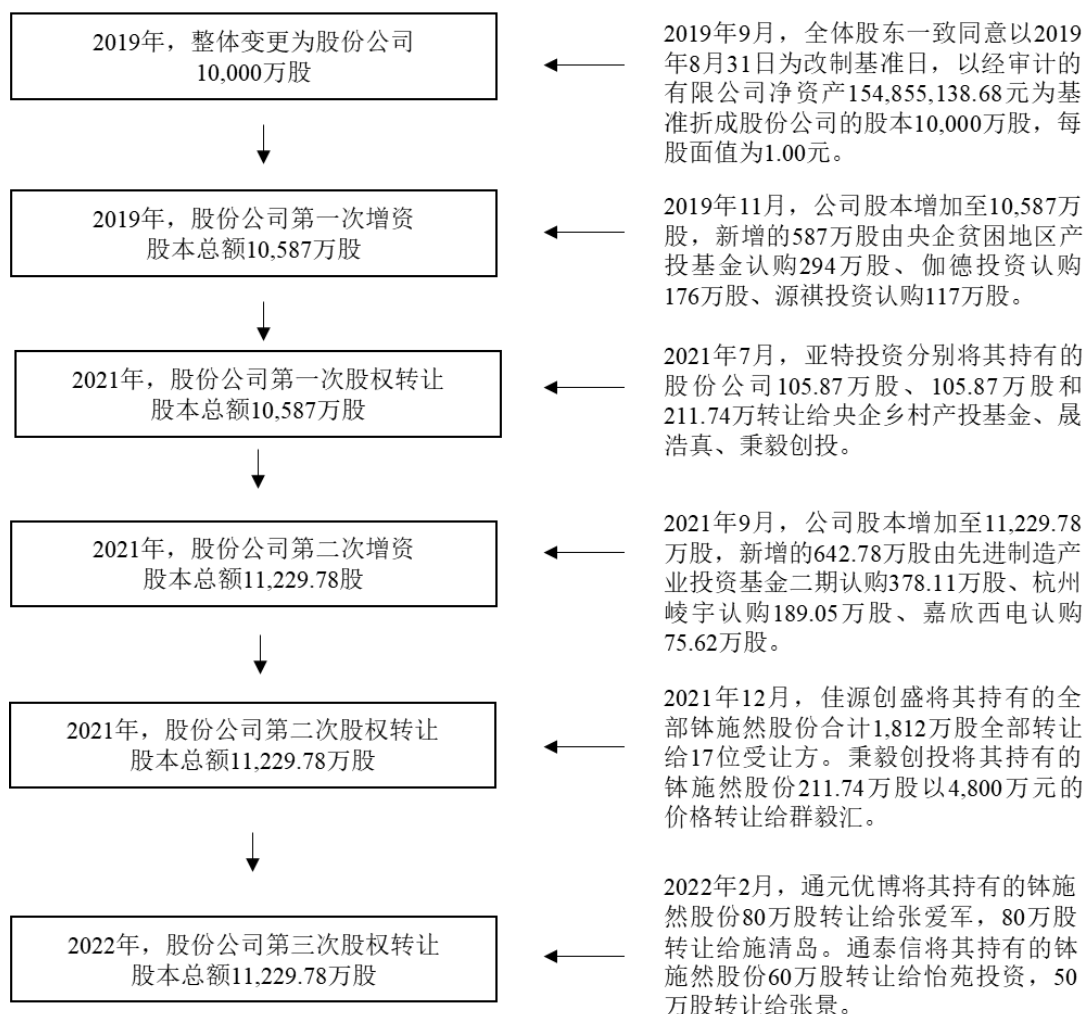 2019年，整体变更为股份公司
10,000万股
2019年9月，全体股东一致同意以2019
年8月31日为改制基准日，以经审计的
有限公司净资产154,855,138.68元为基
准折成股份公司的股本10,000万股，每
股面值为1.00元。
2019年，股份公司第一次增资
股本总额10,587万股
2019年11月，公司股本增加至10,587万
股，新增的587万股由央企贫困地区产
投基金认购294万股、伽德投资认购
176万股、源祺投资认购117万股。
2021年，股份公司第一次股权转让
股本总额10,587万股
2021年7月，亚特投资分别将其持有的
股份公司105.87万股、105.87万股和
211.74万转让给央企乡村产投基金、晟
浩真、秉毅创投。
2021年，股份公司第二次增资
股本总额11,229.78股
2021年9月，公司股本增加至11,229.78
万股，新增的642.78万股由先进制造产
业投资基金二期认购378.11万股、杭州
崚宇认购189.05万股、嘉欣西电认购
75.62万股。
2021年，股份公司第二次股权转让
股本总额11,229.78万股
2021年12月，佳源创盛将其持有的全
部钵施然股份合计1,812万股全部转让
给17位受让方。秉毅创投将其持有的
钵施然股份211.74万股以4,800万元的
价格转让给群毅汇。
2022年，股份公司第三次股权转让
股本总额11,229.78万股
2022年2月，通元优博将其持有的钵施
然股份80万股转让给张爱军，80万股
转让给施清岛。通泰信将其持有的钵
施然股份60万股转让给怡苑投资，50
万股转让给张景。